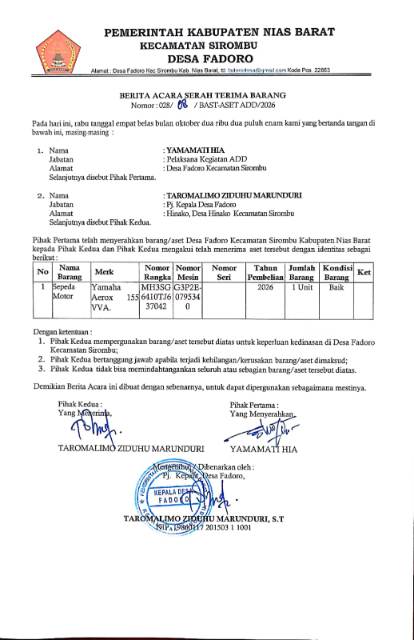 PEMERINTAH KABUPATEN NIAS BARAT
KECAMATAN SIROMBU
DESA FADORO
Alamat : Desa Fadoro Kec Sirombu Kab. Nias Barat, Kode Pos. 22863
BERITA ACARA SERAH TERIMA BARANG
Nomor : 028/ 08 / BAST-ASET ADD/2026
Pada hari ini, rabu tanggal empat belas bulan oktober dua ribu dua puluh enam kami yang bertanda tangan di
bawah ini, masing-masing :
1. Nama : YAMAMATI HIA
Jabatan : Pelaksana Kegiatan ADD
Alamat : Desa Fadoro Kecamatan Sirombu
Selanjutnya disebut Pihak Pertama.
2. Nama : TAROMALIMO ZIDUHU MARUNDURI
Jabatan : Pj. Kepala Desa Fadoro
Alamat : Hinako, Desa Hinako Kecamatan Sirombu
Selanjutnya disebut Pihak Kedua.
Pihak Pertama telah menyerahkan barang/aset Desa Fadoro Kecamatan Sirombu Kabupaten Nias Barat
kepada Pihak Kedua dan Pihak Kedua mengakui telah menerima aset tersebut dengan identitas sebagai
berikut :
No Nama Barang Merk Nomor Rangka Nomor Mesin Nomor Seri Tahun Pembelian Jumlah Barang Kondisi Barang Ket
1 Sepeda Motor Yamaha Aerox 155 VVA. MH3SG 6410TJ6 37042 G3P2E-079534 0 2026 1 Unit Baik
Dengan ketentuan :
1. Pihak Kedua mempergunakan barang/aset tersebut diatas untuk keperluan kedinasan di Desa Fadoro
Kecamatan Sirombu;
2. Pihak Kedua bertanggung jawab apabila terjadi kehilangan/kerusakan barang/aset dimaksud;
3. Pihak Kedua tidak bisa memindahtangankan seluruh atau sebagian barang/aset tersebut diatas.
Demikian Berita Acara ini dibuat dengan sebenarnya, untuk dapat dipergunakan sebagaimana mestinya.
Pihak Kedua : Pihak Pertama :
Yang Menerima, Yang Menyerahkan,
TAROMALIMO ZIDUHU MARUNDURI YAMAMATI HIA
Mengetahui / Dibenarkan oleh :
Pj. Kepala Desa Fadoro,
KEPALA DESA
FADORO
TAROMALIMO ZIDUHU MARUNDURI, S.T
201503 1 1001